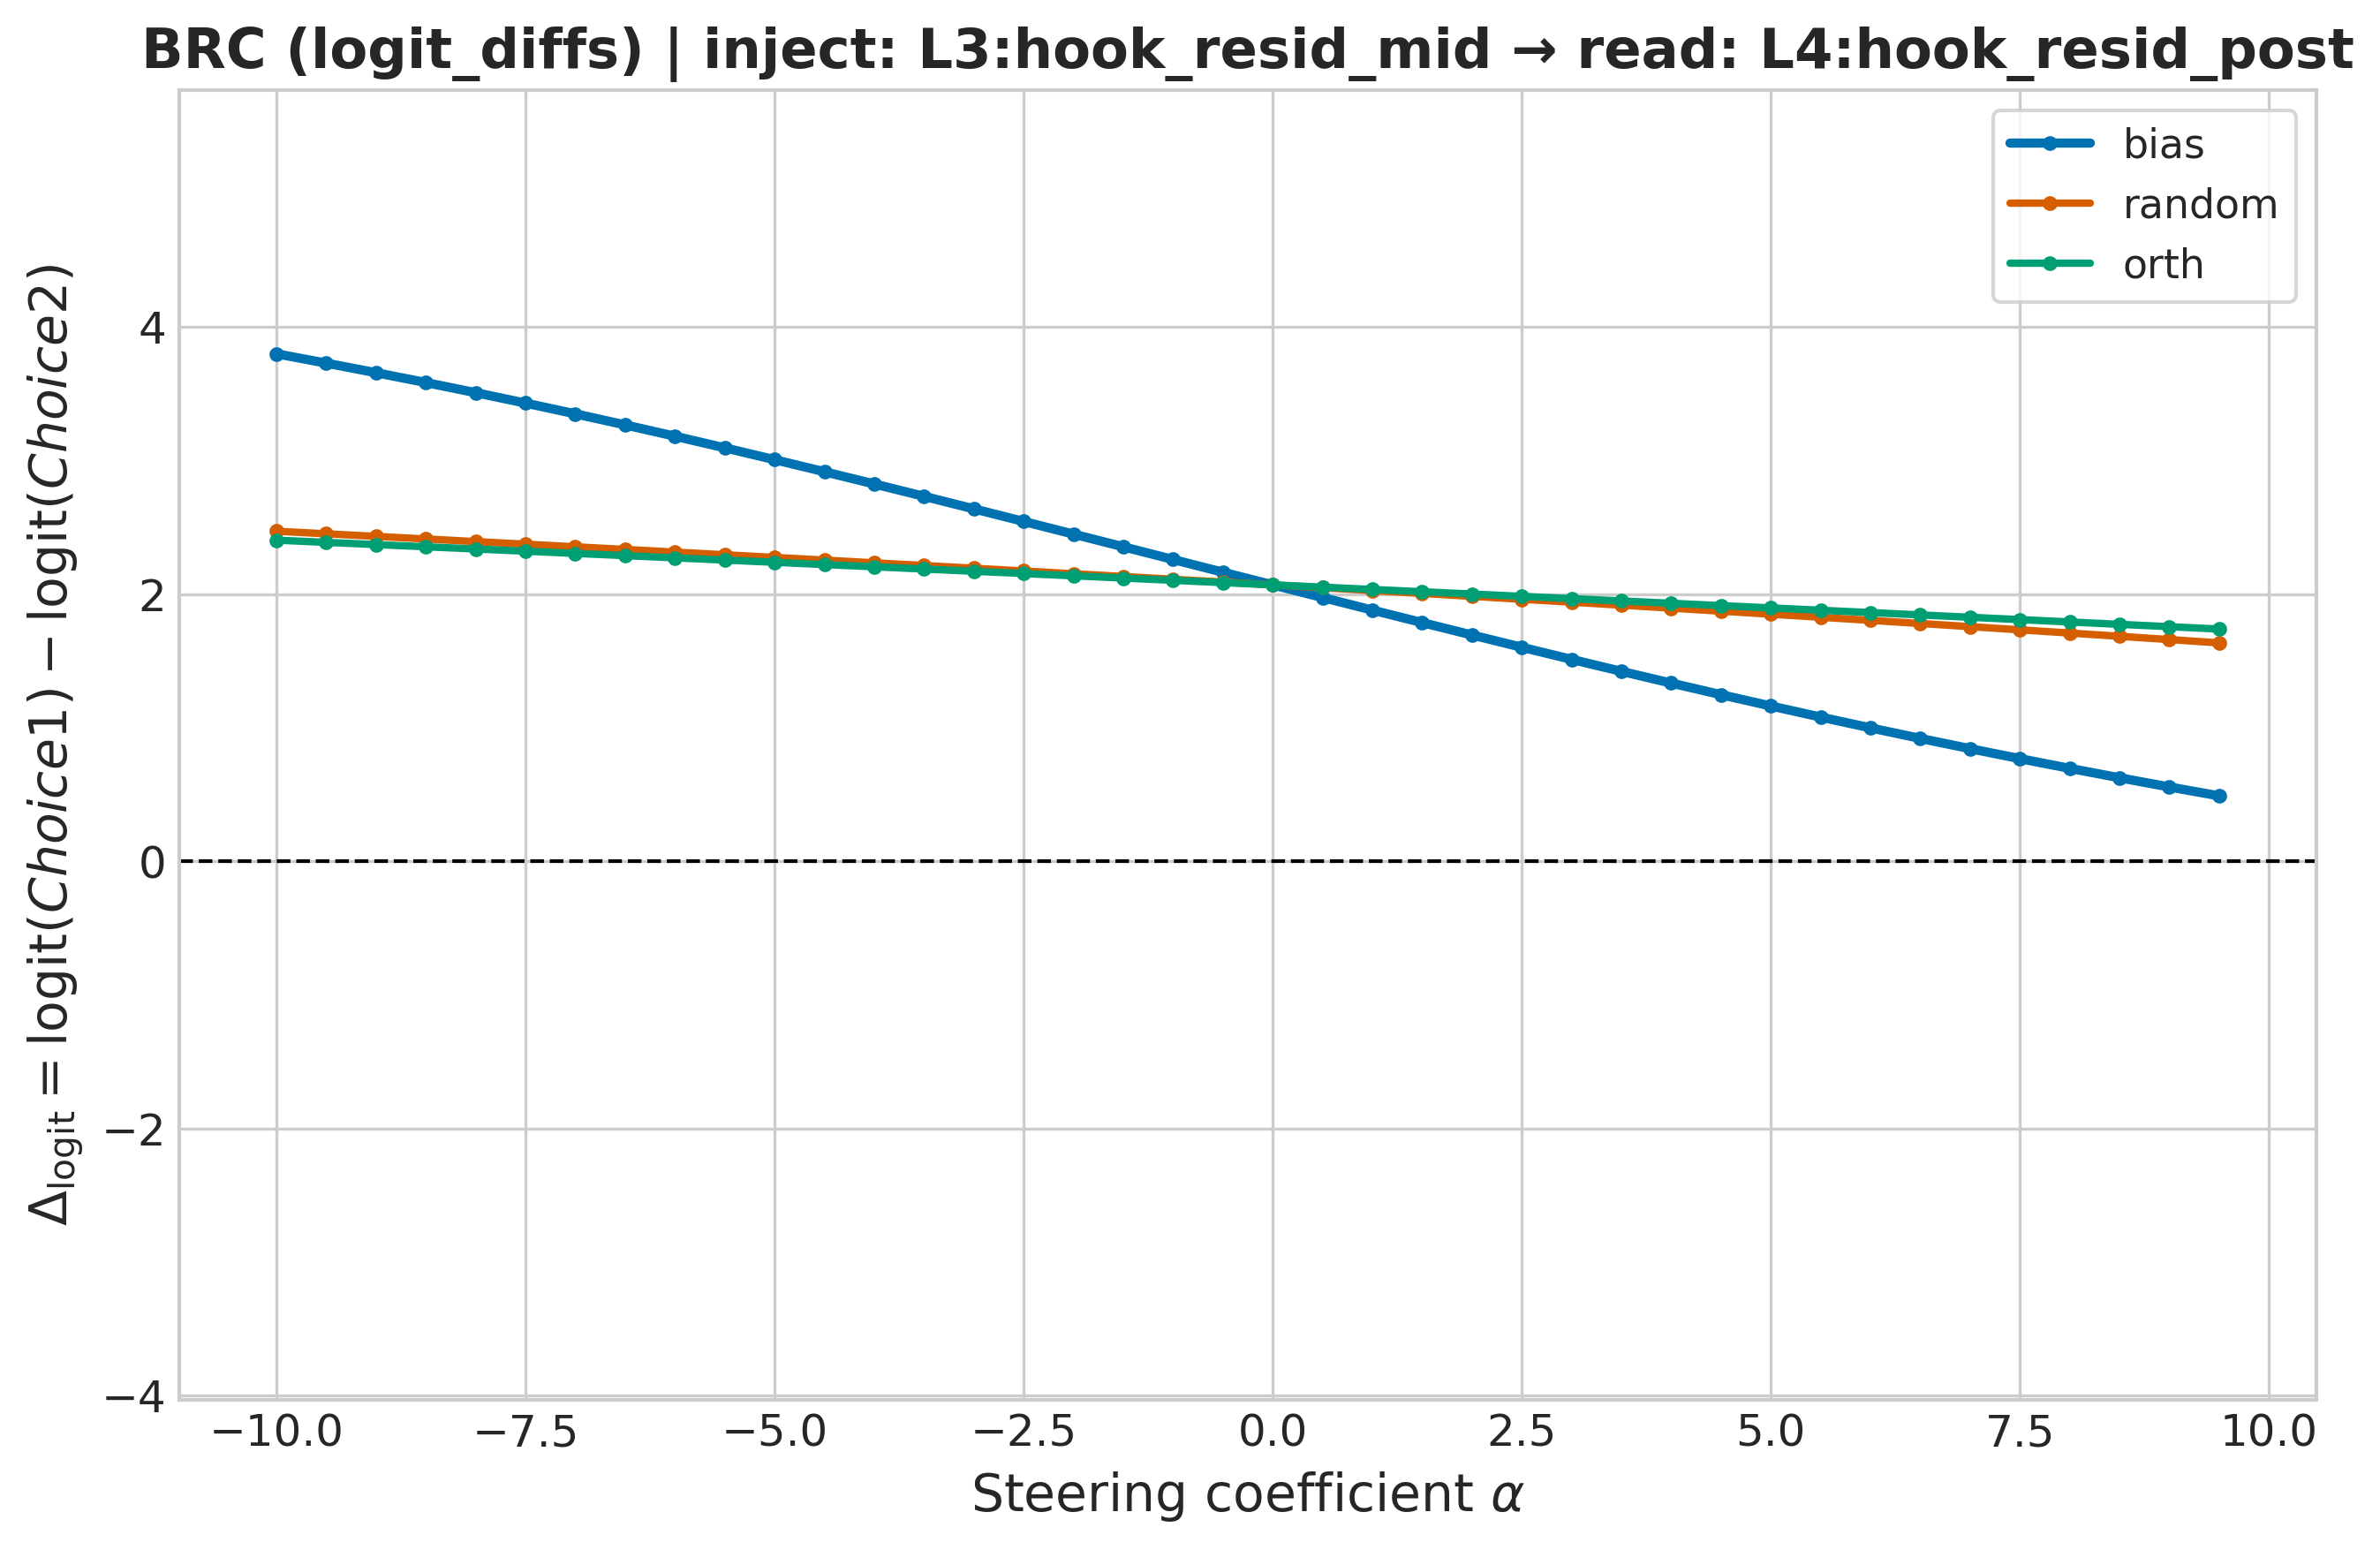 BRC (logit_diffs) | inject: L3:hook_resid_mid → read: L4:hook_resid_post
Δlogit = logit(Choice1) − logit(Choice2)
bias
random
orth
4
2
0
−2
−4
−10.0
−7.5
−5.0
−2.5
0.0
2.5
5.0
7.5
10.0
Steering coefficient α